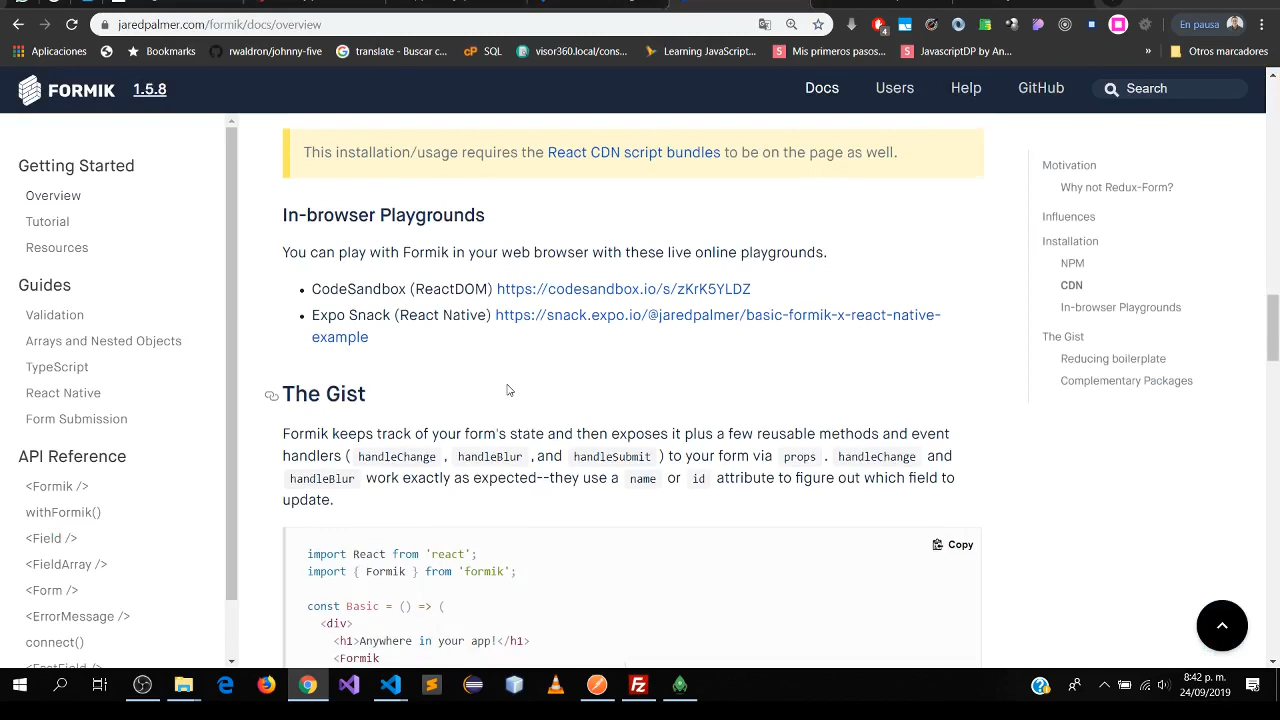 jaredpalmer.com/formik/docs/overview
En pausa
Aplicaciones
Bookmarks
rwaldron/johnny-five
translate - Buscar c...
SQL
visor360.local/cons...
Learning JavaScript...
Mis primeros pasos...
JavascriptDP by An...
»
Otros marcadores
FORMIK
1.5.8
Docs
Users
Help
GitHub
Search
Getting Started
Overview
Tutorial
Resources
Guides
Validation
Arrays and Nested Objects
TypeScript
React Native
Form Submission
API Reference
<Formik />
withFormik()
<Field />
<FieldArray />
<Form />
<ErrorMessage />
connect()
<FastField />
This installation/usage requires the React CDN script bundles to be on the page as well.
In-browser Playgrounds
You can play with Formik in your web browser with these live online playgrounds.
• CodeSandbox (ReactDOM) https://codesandbox.io/s/zKrK5YLDZ
• Expo Snack (React Native) https://snack.expo.io/@jaredpalmer/basic-formik-x-react-native-
example
The Gist
Formik keeps track of your form's state and then exposes it plus a few reusable methods and event
handlers ( handleChange , handleBlur , and handleSubmit ) to your form via props . handleChange and
handleBlur work exactly as expected--they use a name or id attribute to figure out which field to
update.
Copy
import React from 'react';
import { Formik } from 'formik';
const Basic = () => (
<div>
<h1>Anywhere in your app!</h1>
<Formik
Motivation
Why not Redux-Form?
Influences
Installation
NPM
CDN
In-browser Playgrounds
The Gist
Reducing boilerplate
Complementary Packages
8:42 p. m.
24/09/2019